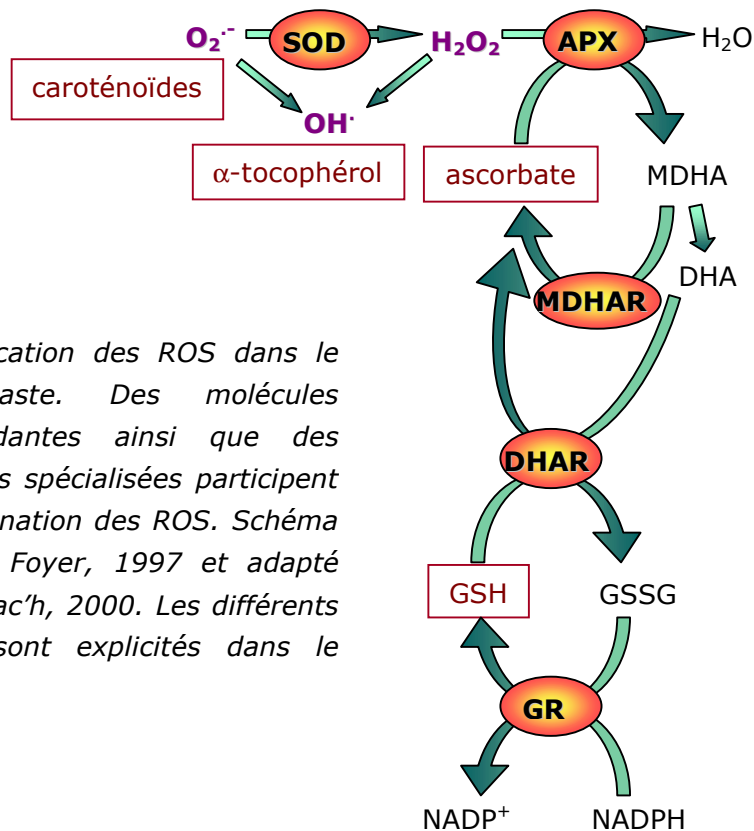 O₂·⁻ SOD H₂O₂ APX H₂O
caroténoïdes
OH·
α-tocophérol ascorbate MDHA
DHA
MDHAR
cation des ROS dans le
aste. Des molécules
dantes ainsi que des
s spécialisées participent
nation des ROS. Schéma
Foyer, 1997 et adapté
ac'h, 2000. Les différents
sont explicités dans le
DHAR
GSH GSSG
GR
NADP⁺ NADPH